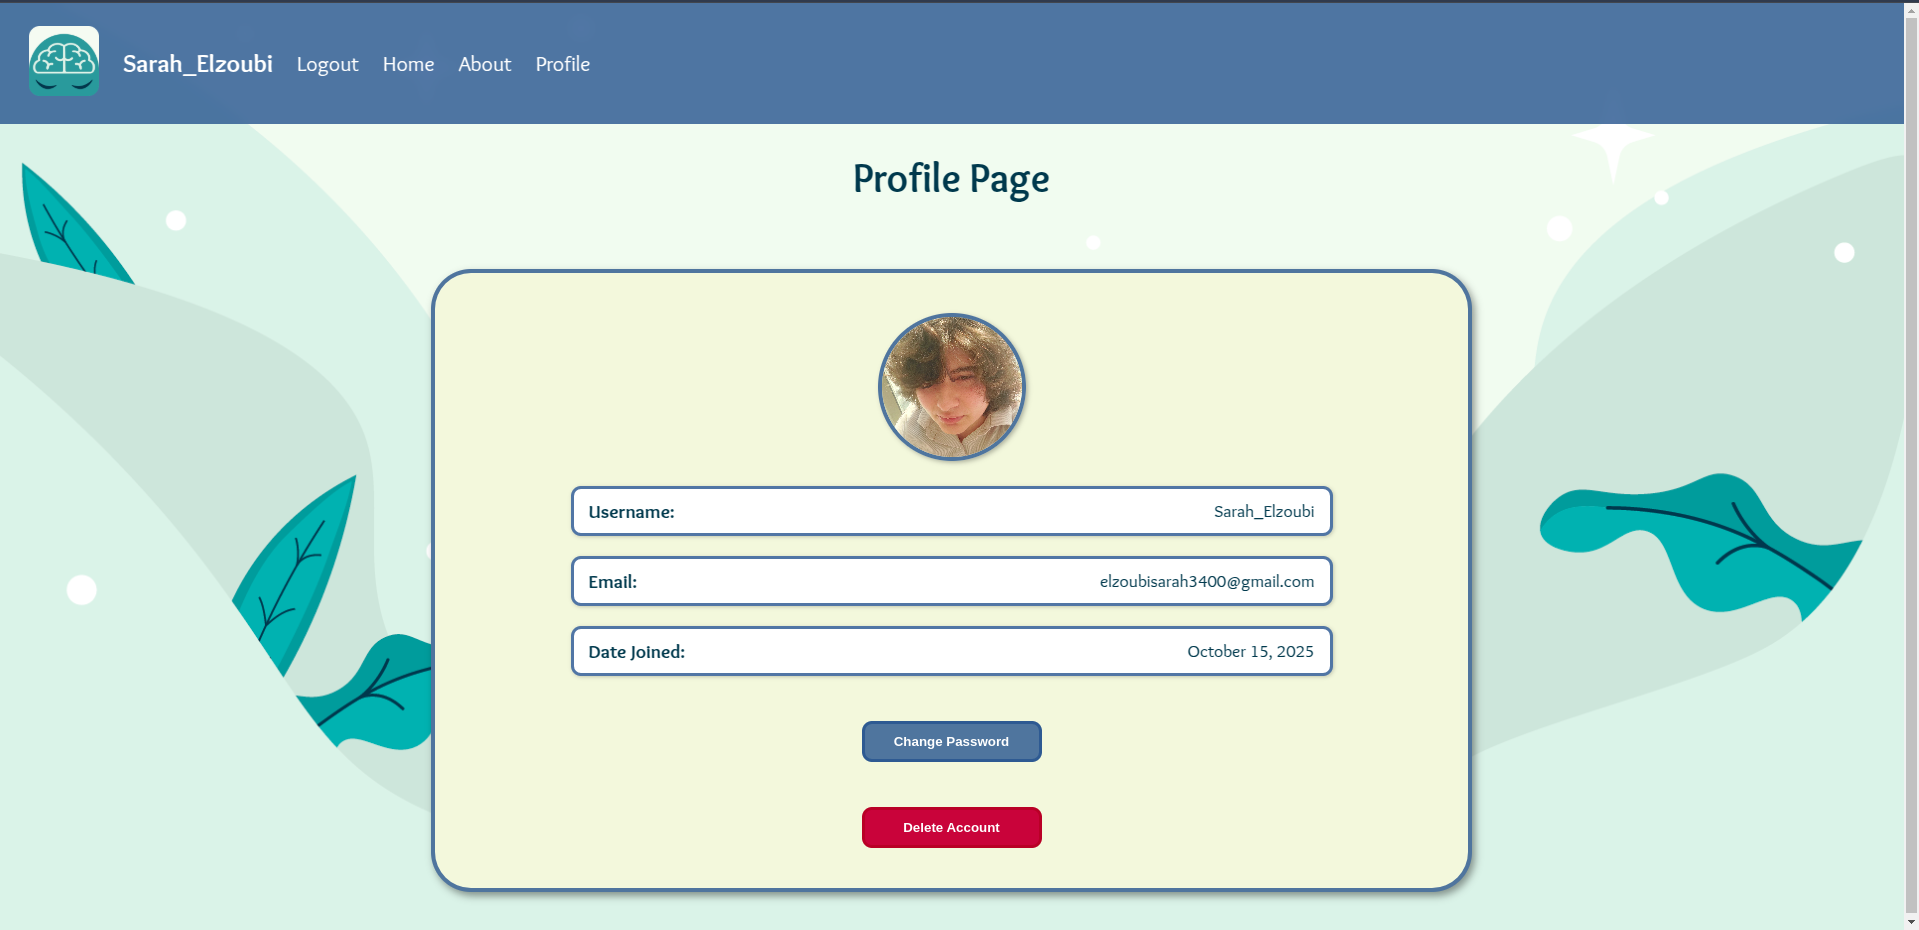 Sarah_Elzoubi Logout Home About Profile
Profile Page
Username: Sarah_Elzoubi
Email: elzoubisarah3400@gmail.com
Date Joined: October 15, 2025
Change Password
Delete Account